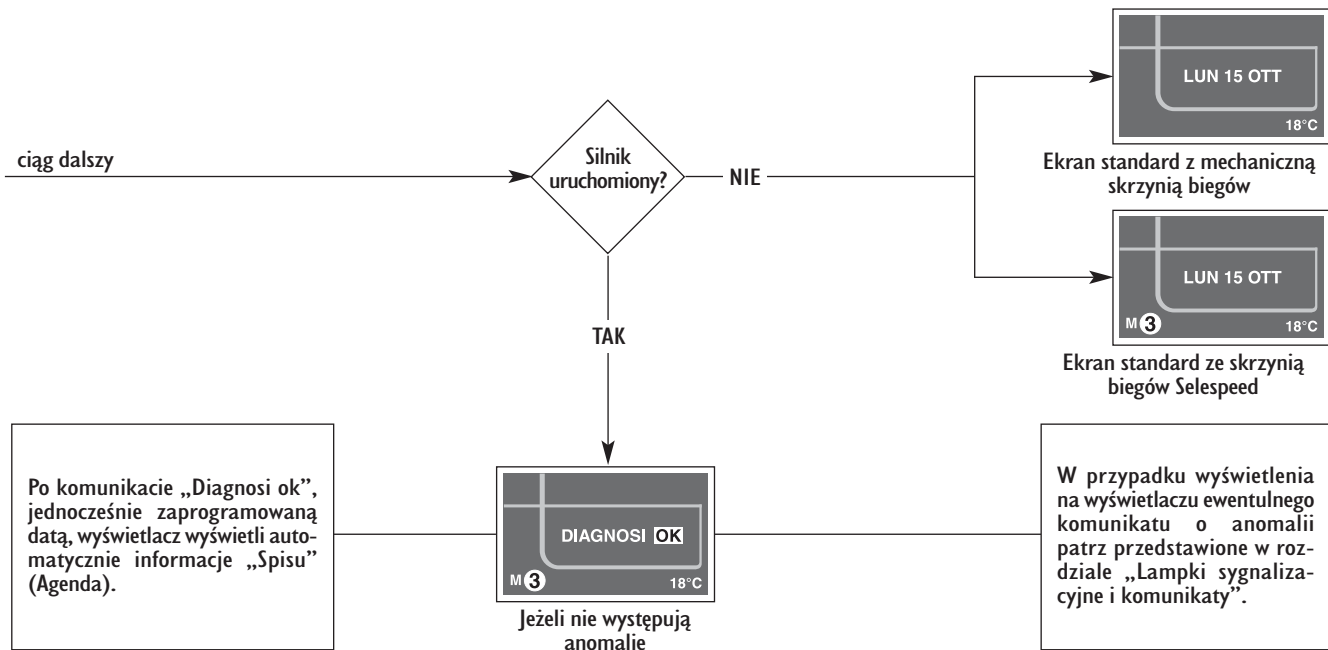 ciąg dalszy
Silnik
uruchomiony?
NIE
LUN 15 OTT
18°C
Ekran standard z mechaniczną
skrzynią biegów
LUN 15 OTT
M 3
18°C
Ekran standard ze skrzynią
biegów Selespeed
TAK
Po komunikacie „Diagnosi ok”,
jednocześnie zaprogramowaną
datą, wyświetlacz wyświetli auto-
matycznie informacje „Spisu”
(Agenda).
DIAGNOSI OK
M 3
18°C
Jeżeli nie występują
anomalie
W przypadku wyświetlenia
na wyświetlaczu ewentulnego
komunikatu o anomalii
patrz przedstawione w roz-
dziale „Lampki sygnaliza-
cyjne i komunikaty”.